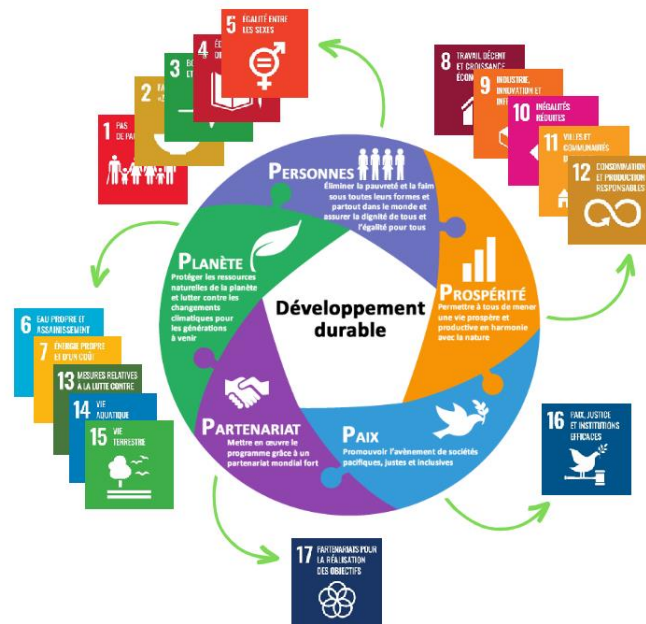 5 ÉGALITÉ ENTRE
LES SEXES
4
3
2
1 PAS
8 TRAVAIL DÉCENT
ET CROISSANCE
9 INDUSTRIE,
INNOVATION ET
10 INÉGALITÉS
RÉDUITES
11 VILLES ET
COMMUNAUTÉS
12 CONSOMMATION
ET PRODUCTION
RESPONSABLES
PERSONNES
Éliminer la pauvreté et la faim
sous toutes leurs formes et
partout dans le monde et
assurer la dignité de tous et
l'égalité pour tous
PLANÈTE
Protéger les ressources
naturelles de la planète
et lutter contre les
changements
climatiques pour
les générations
à venir
PROSPÉRITÉ
Permettre à tous de mener
une vie prospère et
productive en harmonie
avec la nature
Développement
durable
6 EAU PROPRE ET
ASSAINISSEMENT
7 ÉNERGIE PROPRE
ET D'UN COÛT
13 MESURES RELATIVES
À LA LUTTE CONTRE
14 VIE
AQUATIQUE
15 VIE
TERRESTRE
PARTENARIAT
Mettre en œuvre le
programme grâce à un
partenariat mondial fort
PAIX
Promouvoir l'avènement de sociétés
pacifiques, justes et inclusives
16 PAIX, JUSTICE
ET INSTITUTIONS
EFFICACES
17 PARTENARIATS POUR
LA RÉALISATION
DES OBJECTIFS